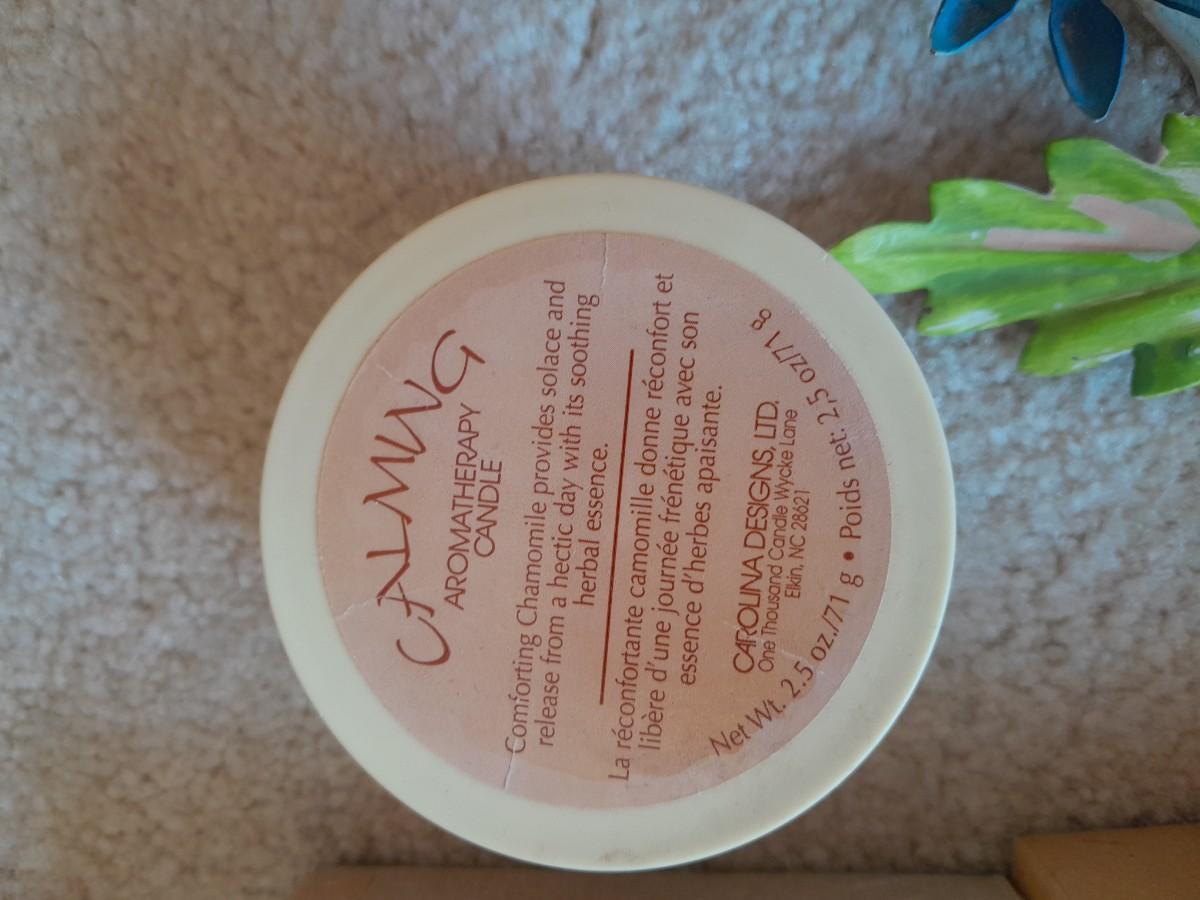 CALMING
AROMATHERAPY
CANDLE
Comforting Chamomile provides solace and
release from a hectic day with its soothing
herbal essence.
La réconfortante camomille donne réconfort et
libère d'une journée frénétique avec son
essence d'herbes apaisante.
CAROLINA DESIGNS, LTD.
One Thousand Candle Wycke Lane
Elkin, NC 28621
Net Wt. 2.5 oz./71 g • Poids net: 2,5 oz/71 g